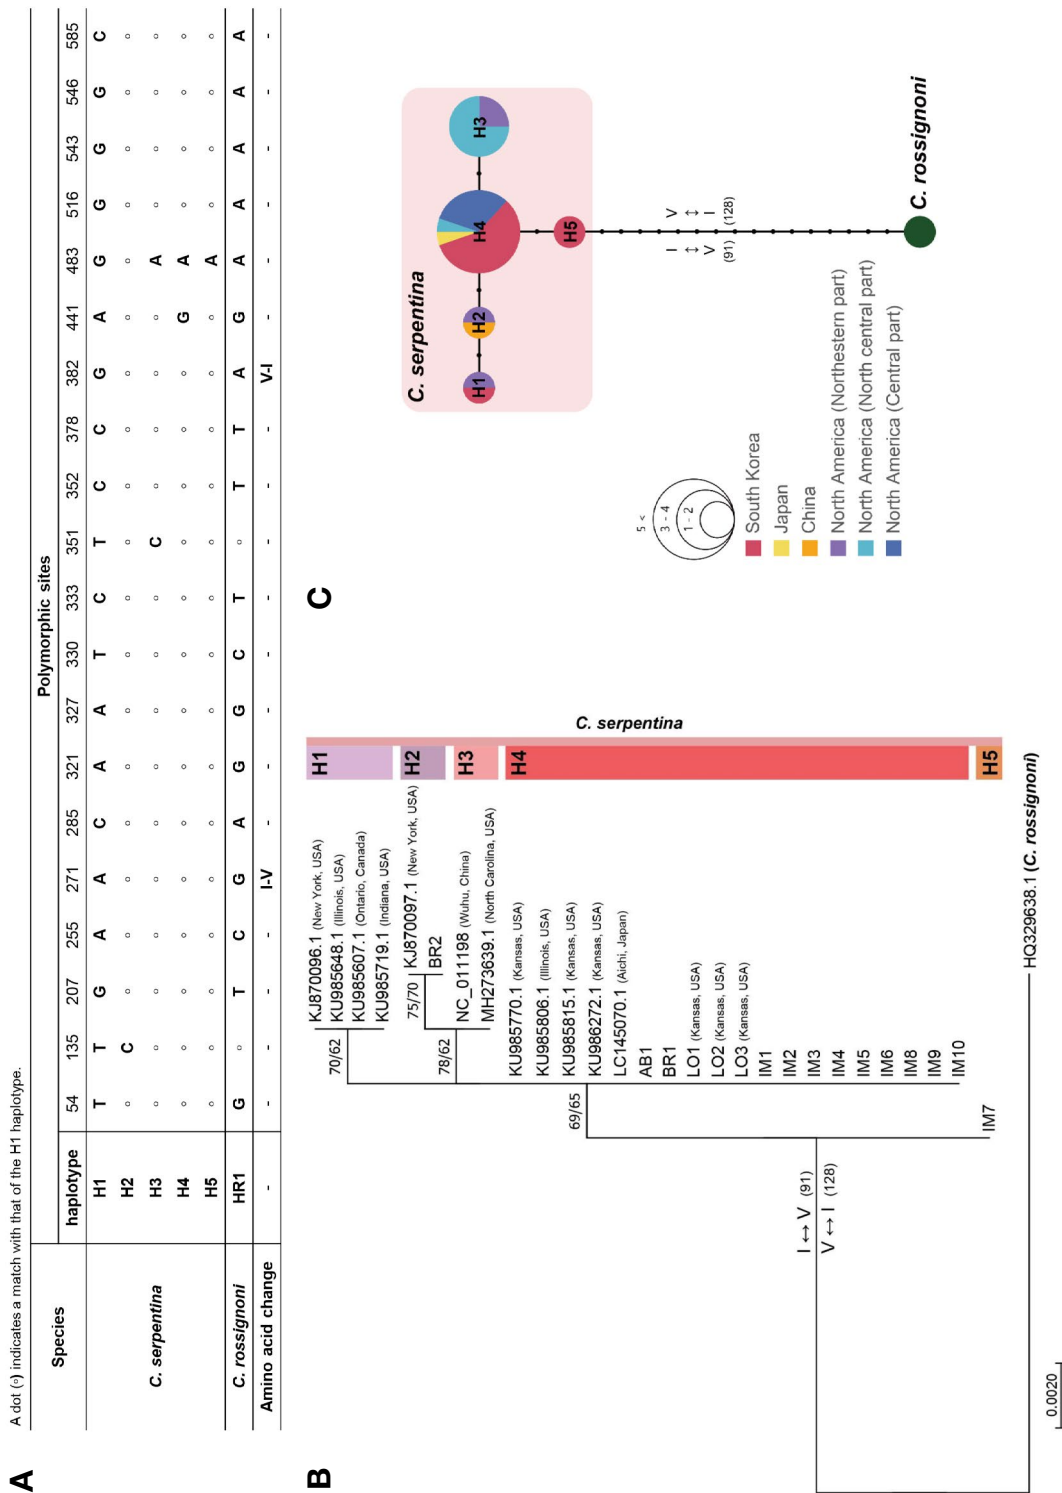 A
A dot (∘) indicates a match with that of the H1 haplotype.
Species haplotype Polymorphic sites
54 135 207 255 271 285 321 327 330 333 351 352 378 382 441 483 516 543 546 585
C. serpentina
H1 T T G A A C A A T C T C C G A G G G G C
H2 ∘ C ∘ ∘ ∘ ∘ ∘ ∘ ∘ ∘ ∘ ∘ ∘ ∘ ∘ ∘ ∘ ∘ ∘ ∘
H3 ∘ ∘ ∘ ∘ ∘ ∘ ∘ ∘ ∘ ∘ C ∘ ∘ ∘ ∘ A ∘ ∘ ∘ ∘
H4 ∘ ∘ ∘ ∘ ∘ ∘ ∘ ∘ ∘ ∘ ∘ ∘ ∘ ∘ G A ∘ ∘ ∘ ∘
H5 ∘ ∘ ∘ ∘ ∘ ∘ ∘ ∘ ∘ ∘ ∘ ∘ ∘ ∘ ∘ A ∘ ∘ ∘ ∘
C. rossignoni HR1 G ∘ T C G A G G C T ∘ T T A G A A A A A
Amino acid change - - - - - I-V - - - - - - - - V-I - - - - - -
B
KJ870096.1 (New York, USA)
KU985648.1 (Illinois, USA)
KU985607.1 (Ontario, Canada)
KU985719.1 (Indiana, USA)
70/62
H1
KJ870097.1 (New York, USA)
BR2
75/70
H2
NC_011198 (Wuhu, China)
MH273639.1 (North Carolina, USA)
78/62
H3
KU985770.1 (Kansas, USA)
KU985806.1 (Illinois, USA)
KU985815.1 (Kansas, USA)
KU986272.1 (Kansas, USA)
LC145070.1 (Aichi, Japan)
AB1
BR1
LO1 (Kansas, USA)
LO2 (Kansas, USA)
LO3 (Kansas, USA)
IM1
IM2
IM3
IM4
IM5
IM6
IM8
IM9
IM10
69/65
H4
IM7
H5
C. serpentina
I ↔ V (91)
V ↔ I (128)
HQ329638.1 (C. rossignoni)
0.0020
C
C. serpentina
H1
H2
H4
H3
H5
I ↔ V (91)
V ↔ I (128)
C. rossignoni
5 <
3 - 4
1 - 2
South Korea
Japan
China
North America (Northestern part)
North America (North central part)
North America (Central part)